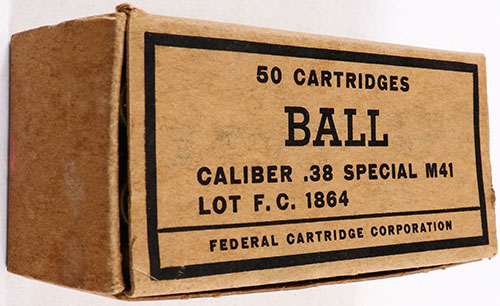 50 CARTRIDGES
BALL
CALIBER .38 SPECIAL M41
LOT F.C. 1864
FEDERAL CARTRIDGE CORPORATION